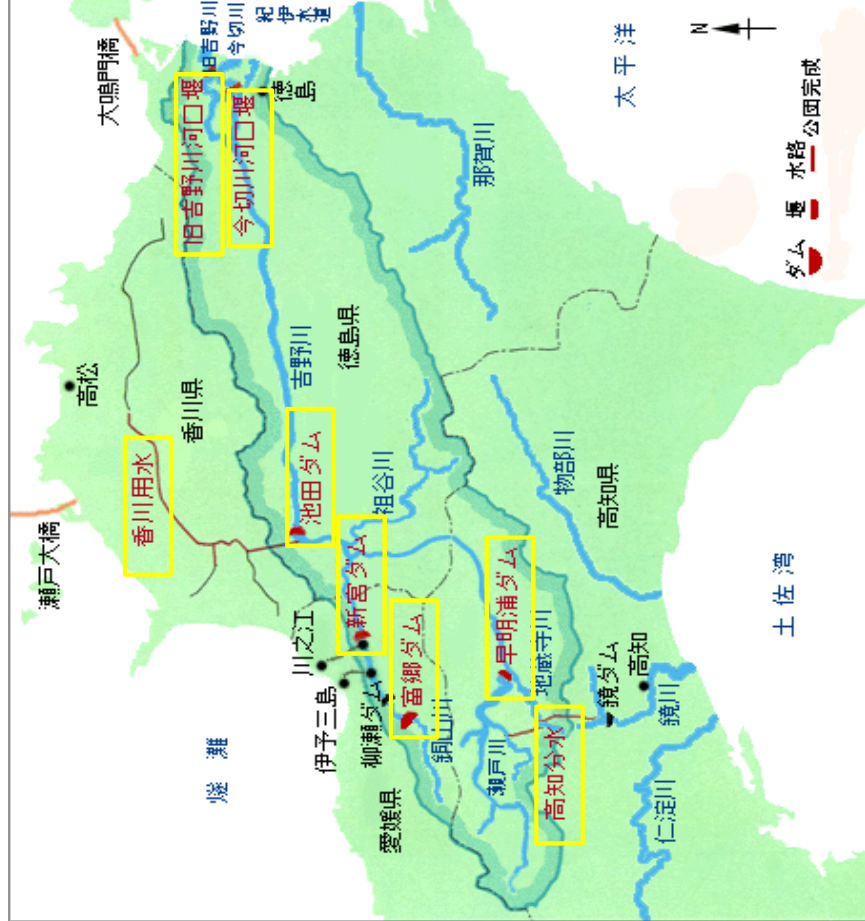 大鳴門橋
旧吉野川
今切川
紀伊水道
旧吉野川河口堰
今切川河口堰
徳島
太平洋
N
那賀川
高松
香川県
吉野川
徳島県
瀬戸大橋
香川用水
池田ダム
祖谷川
物部川
高知県
新宮ダム
川之江
伊予三島
柳瀬ダム
富郷ダム
銅山川
早明浦ダム
地蔵寺川
瀬戸川
高知分水
鏡ダム
高知
鏡川
仁淀川
愛媛県
燧灘
土佐湾
ダム 堰 水路
公団完成